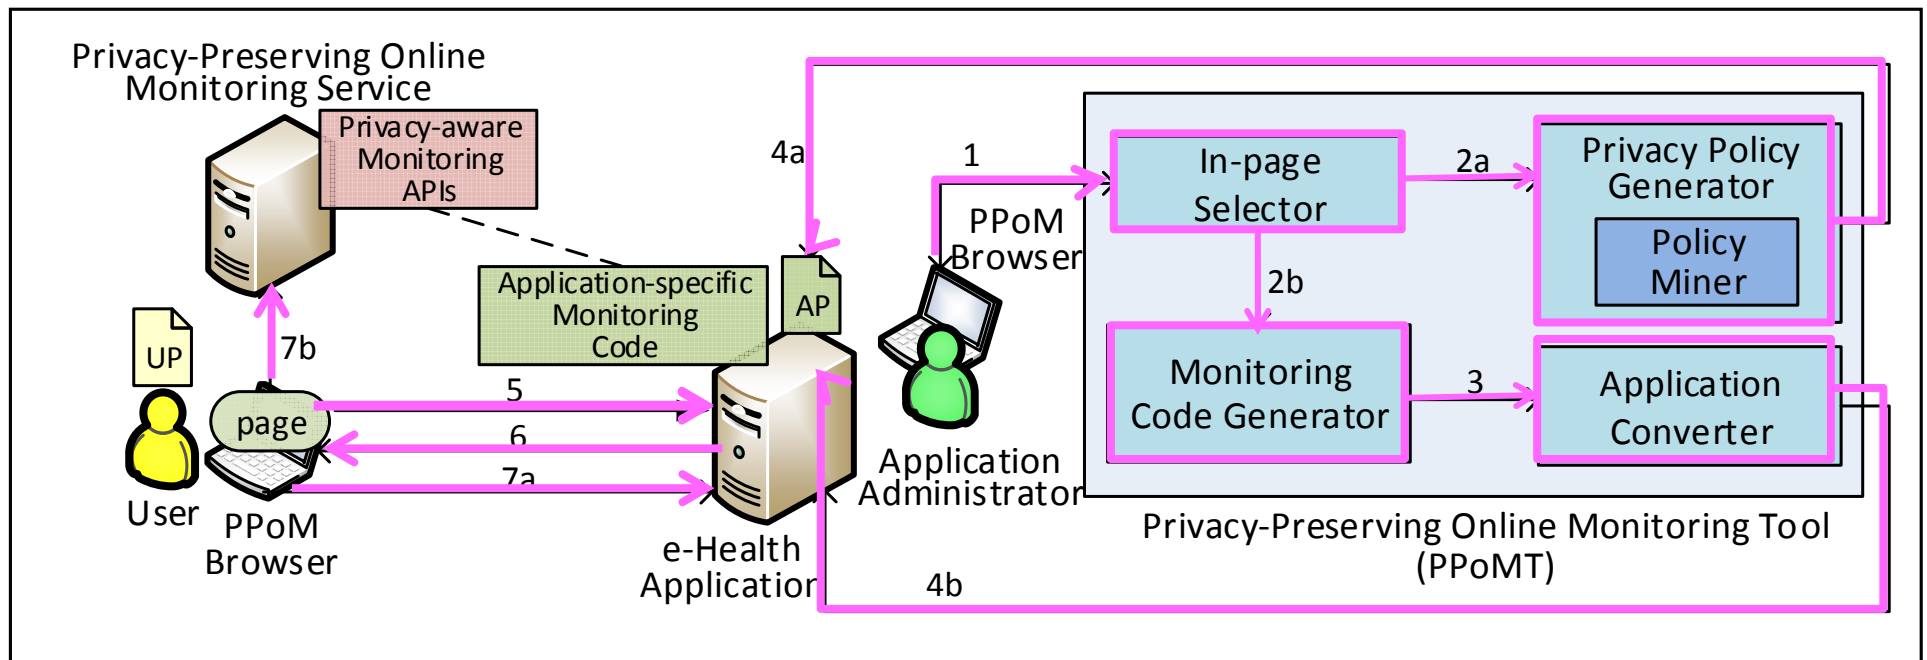 Privacy-Preserving Online
Monitoring Service
Privacy-aware
Monitoring
APIs
Application-specific
Monitoring
Code
UP
User
page
PPoM
Browser
7b
5
6
7a
AP
e-Health
Application
4a
1
PPoM
Browser
Application
Administrator
4b
In-page
Selector
2a
2b
Privacy Policy
Generator
Policy
Miner
Monitoring
Code Generator
3
Application
Converter
Privacy-Preserving Online Monitoring Tool
(PPoMT)